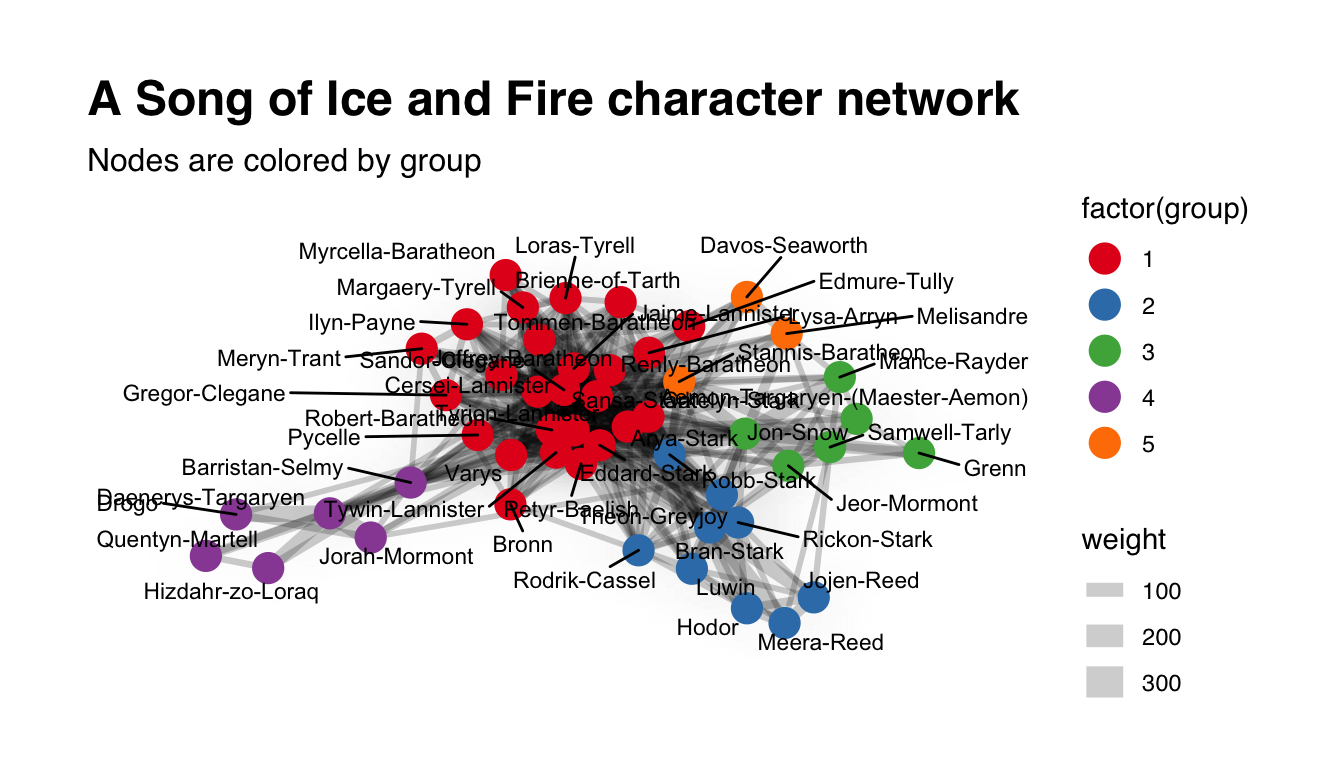 A Song of Ice and Fire character network
Nodes are colored by group
Myrcella-Baratheon
Loras-Tyrell
Davos-Seaworth
Margaery-Tyrell
Brienne-of-Tarth
Edmure-Tully
Ilyn-Payne
Tommen-Baratheon
Jaime-Lannister
Lysa-Arryn
Melisandre
Meryn-Trant
Sandor-Clegane
Joffrey-Baratheon
Renly-Baratheon
Stannis-Baratheon
Mance-Rayder
Gregor-Clegane
Cersei-Lannister
Sansa-Stark
Catelyn-Stark
Aemon-Targaryen-(Maester-Aemon)
Robert-Baratheon
Tyrion-Lannister
Pycelle
Arya-Stark
Jon-Snow
Samwell-Tarly
Barristan-Selmy
Varys
Eddard-Stark
Robb-Stark
Grenn
Daenerys-Targaryen
Drogo
Tywin-Lannister
Petyr-Baelish
Theon-Greyjoy
Jeor-Mormont
Quentyn-Martell
Jorah-Mormont
Bronn
Bran-Stark
Rickon-Stark
Hizdahr-zo-Loraq
Rodrik-Cassel
Luwin
Jojen-Reed
Hodor
Meera-Reed
factor(group)
1
2
3
4
5
weight
100
200
300